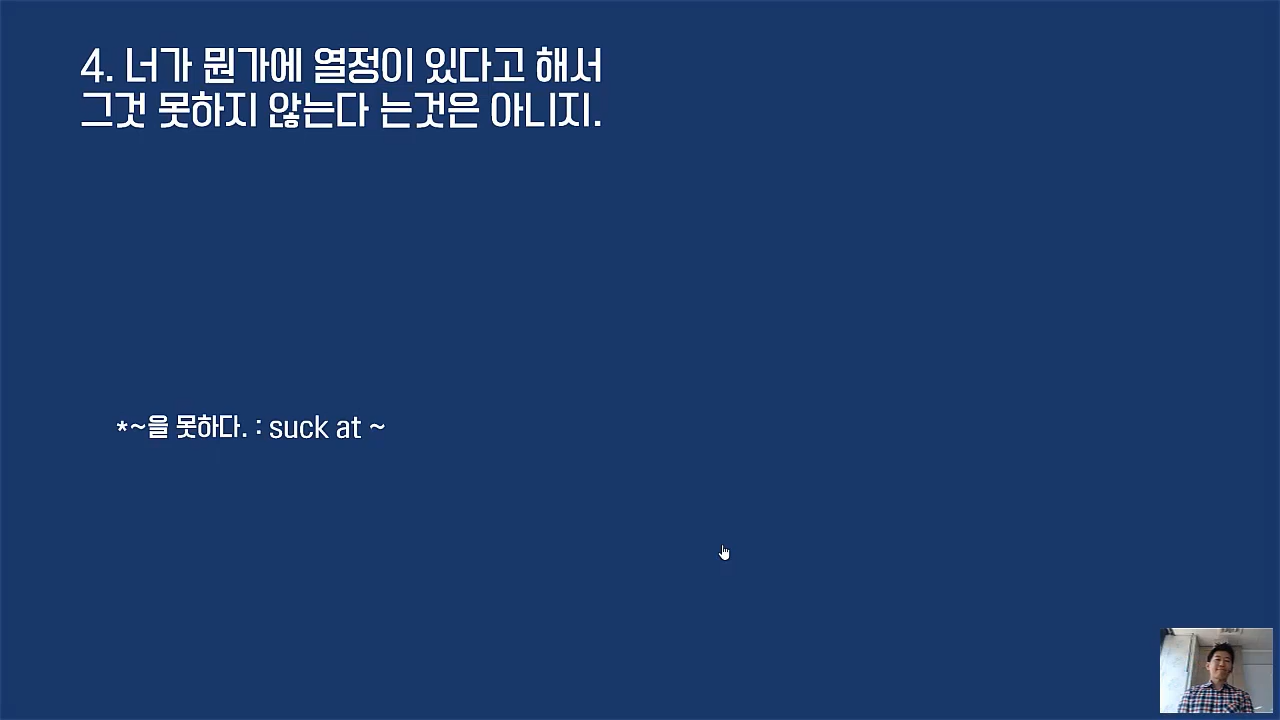 4. 너가 뭔가에 열정이 있다고 해서
그것 못하지 않는다 는것은 아니지.
*~을 못하다. : suck at ~